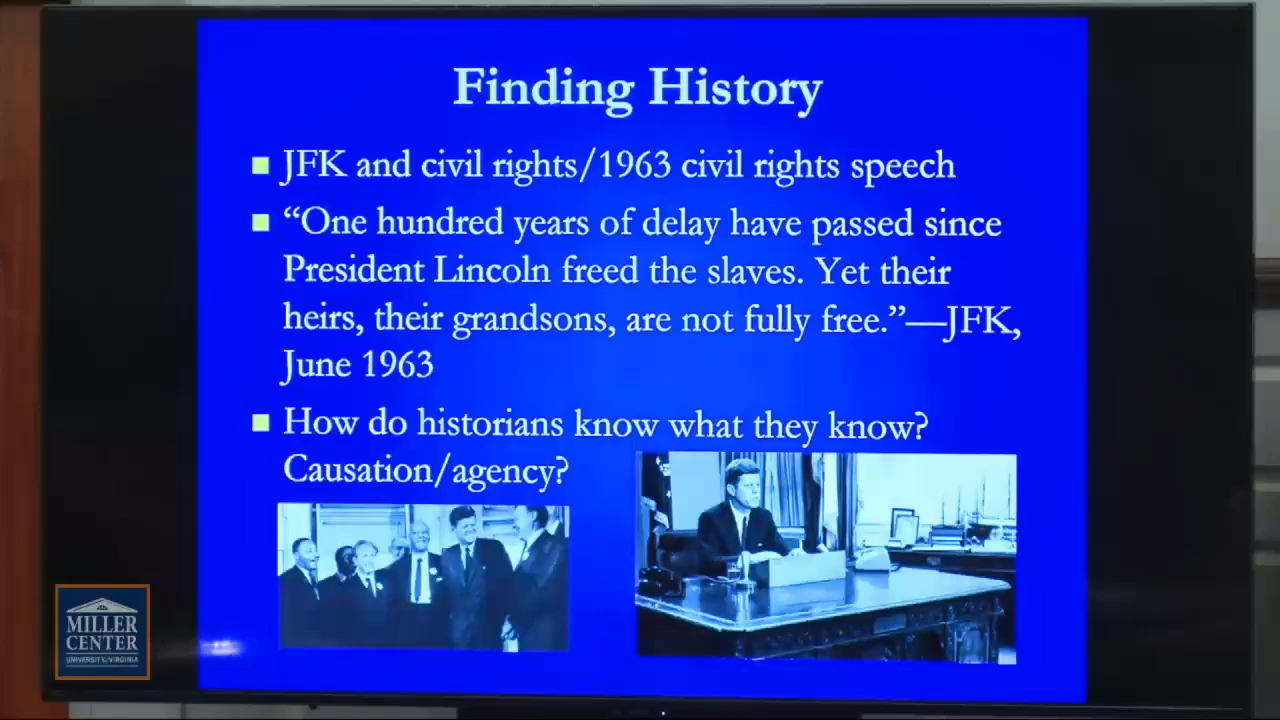 Finding History
JFK and civil rights/1963 civil rights speech
“One hundred years of delay have passed since
President Lincoln freed the slaves. Yet their
heirs, their grandsons, are not fully free.”—JFK,
June 1963
How do historians know what they know?
Causation/agency?
MILLER
CENTER
UNIVERSITY of VIRGINIA